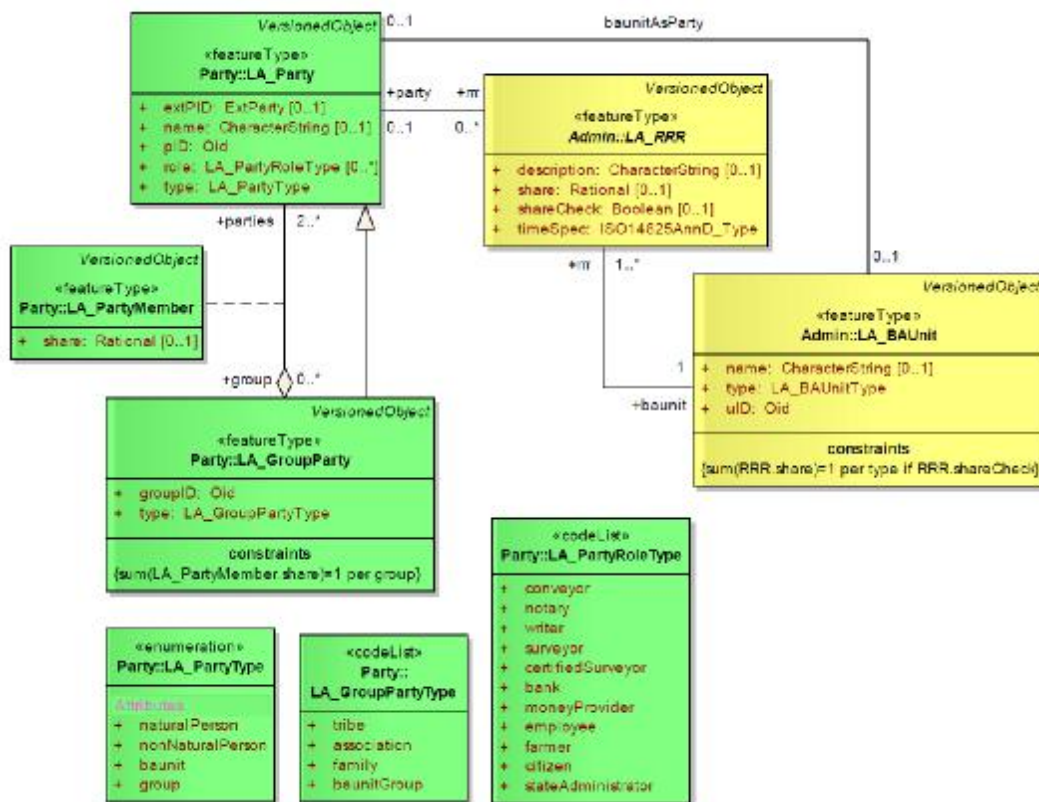 VersionedObject
«featureType»
Party::LA_Party
+ extPID: ExtParty [0..1]
+ name: CharacterString [0..1]
+ pID: Oid
+ role: LA_PartyRoleType [0..*]
+ type: LA_PartyType
0..1
baunitAsParty
+party
+rrr
0..1
0..*
VersionedObject
«featureType»
Admin::LA_RRR
+ description: CharacterString [0..1]
+ share: Rational [0..1]
+ shareCheck: Boolean [0..1]
+ timeSpec: ISO14825AnnD_Type
+parties
2..*
+rrr
1..*
0..1
VersionedObject
«featureType»
Party::LA_PartyMember
+ share: Rational [0..1]
VersionedObject
«featureType»
Admin::LA_BAUnit
+ name: CharacterString [0..1]
+ type: LA_BAUnitType
+ uID: Oid
constraints
{sum(RRR.share)=1 per type if RRR.shareCheck}
1
+baunit
+group
0..*
VersionedObject
«featureType»
Party::LA_GroupParty
+ groupID: Oid
+ type: LA_GroupPartyType
constraints
{sum(LA_PartyMember.share)=1 per group}
«codeList»
Party::LA_PartyRoleType
+ conveyor
+ notary
+ writer
+ surveyor
+ certifiedSurveyor
+ bank
+ moneyProvider
+ employee
+ farmer
+ citizen
+ stateAdministrator
«enumeration»
Party::LA_PartyType
Attributes
+ naturalPerson
+ nonNaturalPerson
+ baunit
+ group
«codeList»
Party::
LA_GroupPartyType
+ tribe
+ association
+ family
+ baunitGroup